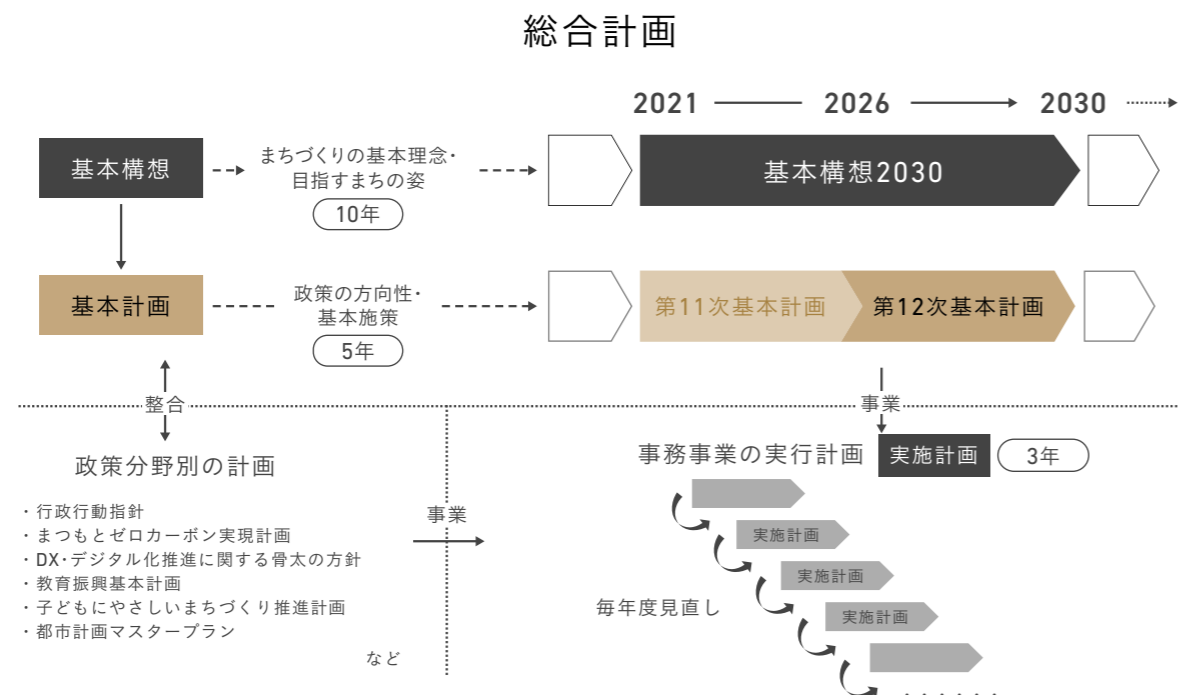 総合計画
2021
2026
2030
基本構想
まちづくりの基本理念・
目指すまちの姿
10年
基本構想2030
基本計画
政策の方向性・
基本施策
5年
第11次基本計画
第12次基本計画
整合
事業
政策分野別の計画
・行政行動指針
・まつもとゼロカーボン実現計画
・DX・デジタル化推進に関する骨太の方針
・教育振興基本計画
・子どもにやさしいまちづくり推進計画
・都市計画マスタープラン
など
事業
事務事業の実行計画
実施計画
3年
実施計画
実施計画
実施計画
毎年度見直し